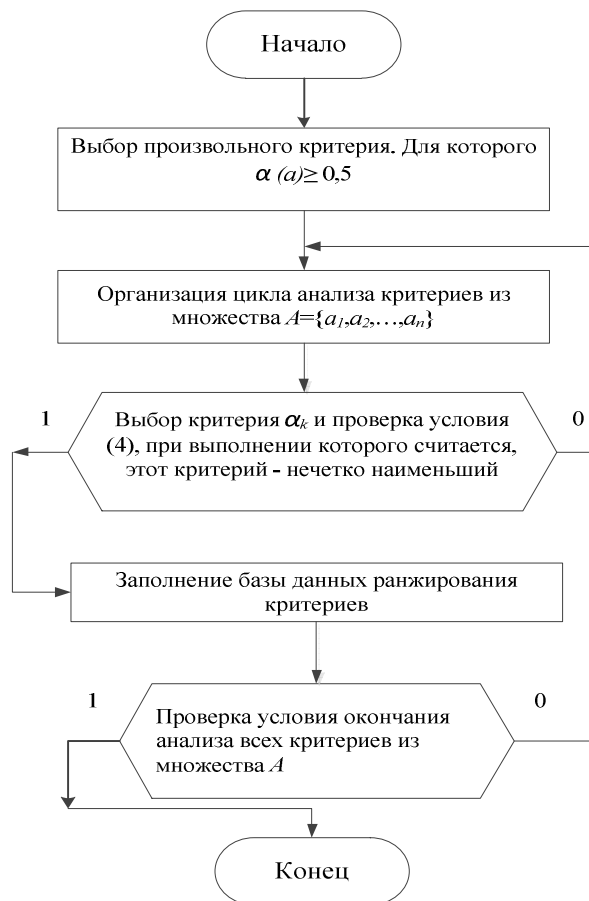 Начало
Выбор произвольного критерия. Для которого
α (a)≥ 0,5
Организация цикла анализа критериев из
множества A={a1,a2,…,an}
1
0
Выбор критерия αk и проверка условия
(4), при выполнении которого считается,
этот критерий - нечетко наименьший
Заполнение базы данных ранжирования
критериев
1
0
Проверка условия окончания
анализа всех критериев из
множества A
Конец